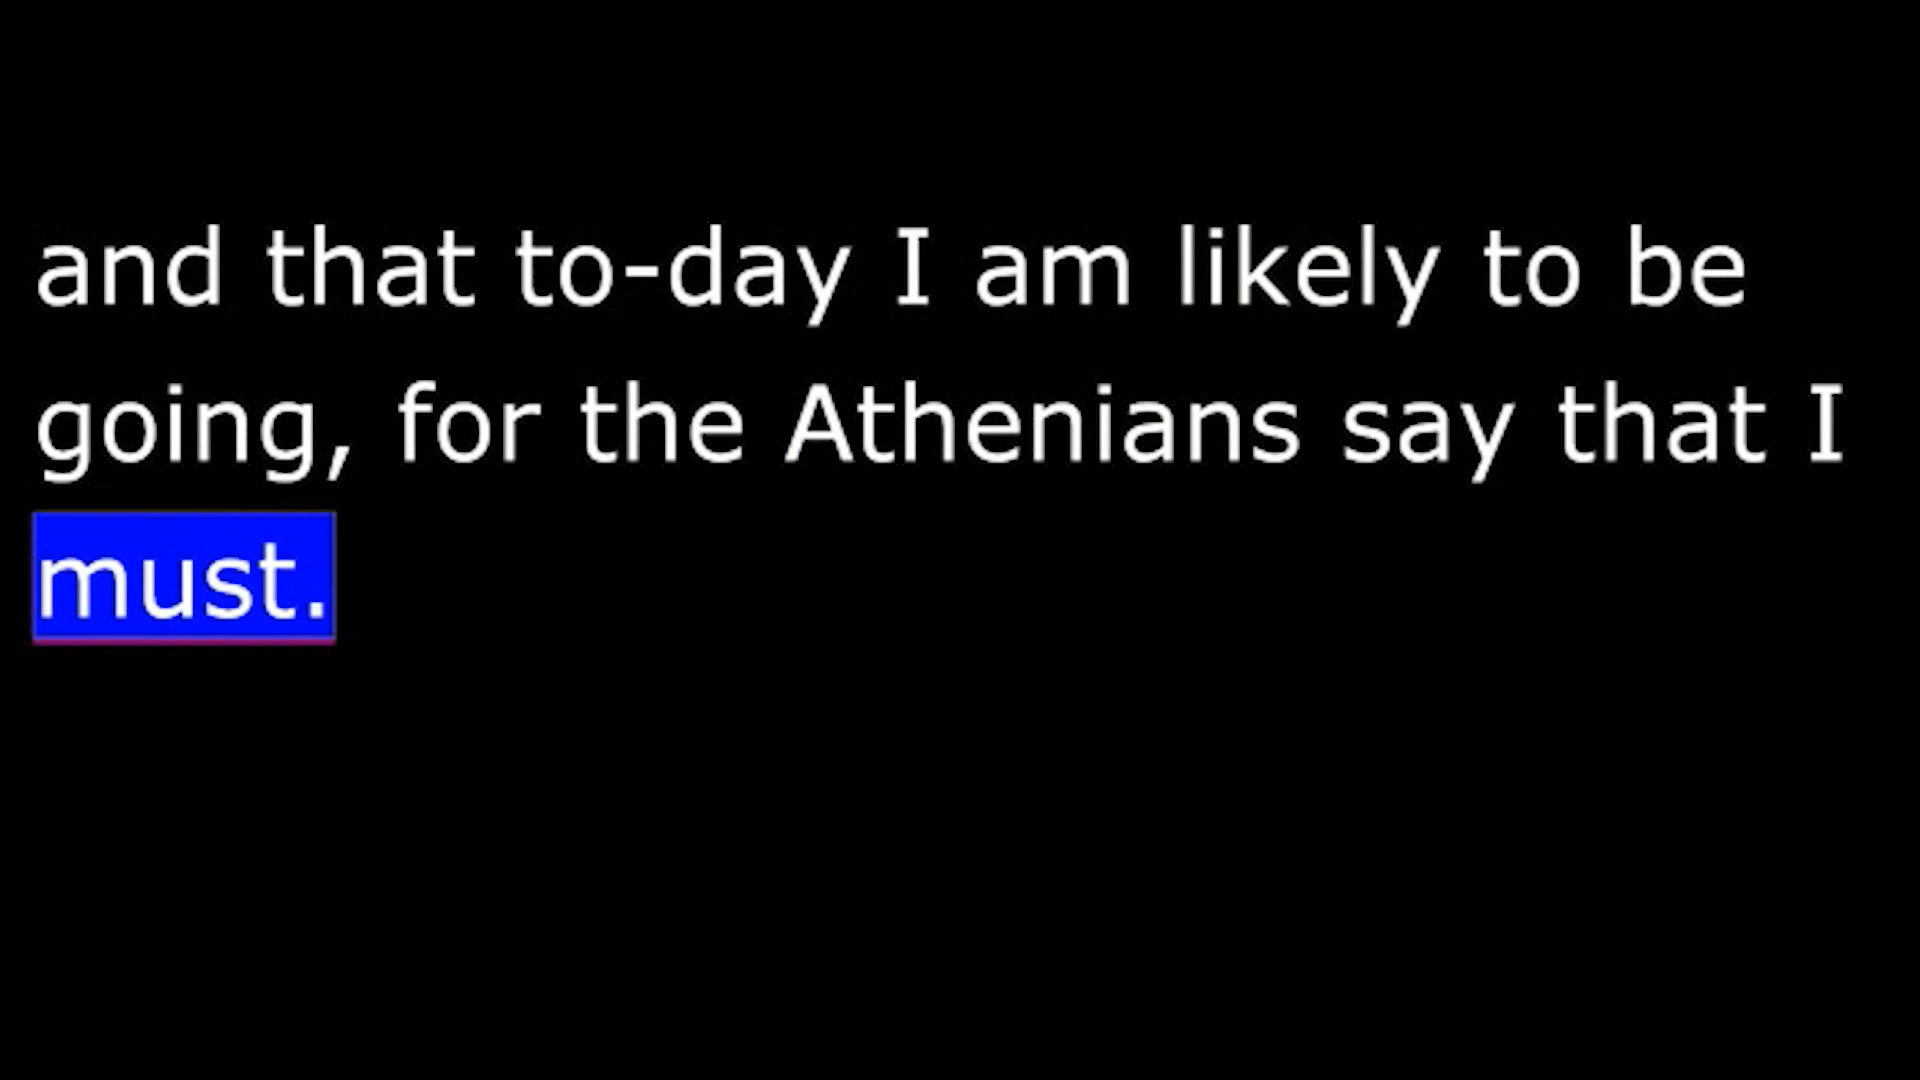 and that to-day I am likely to be
going, for the Athenians say that I
must.